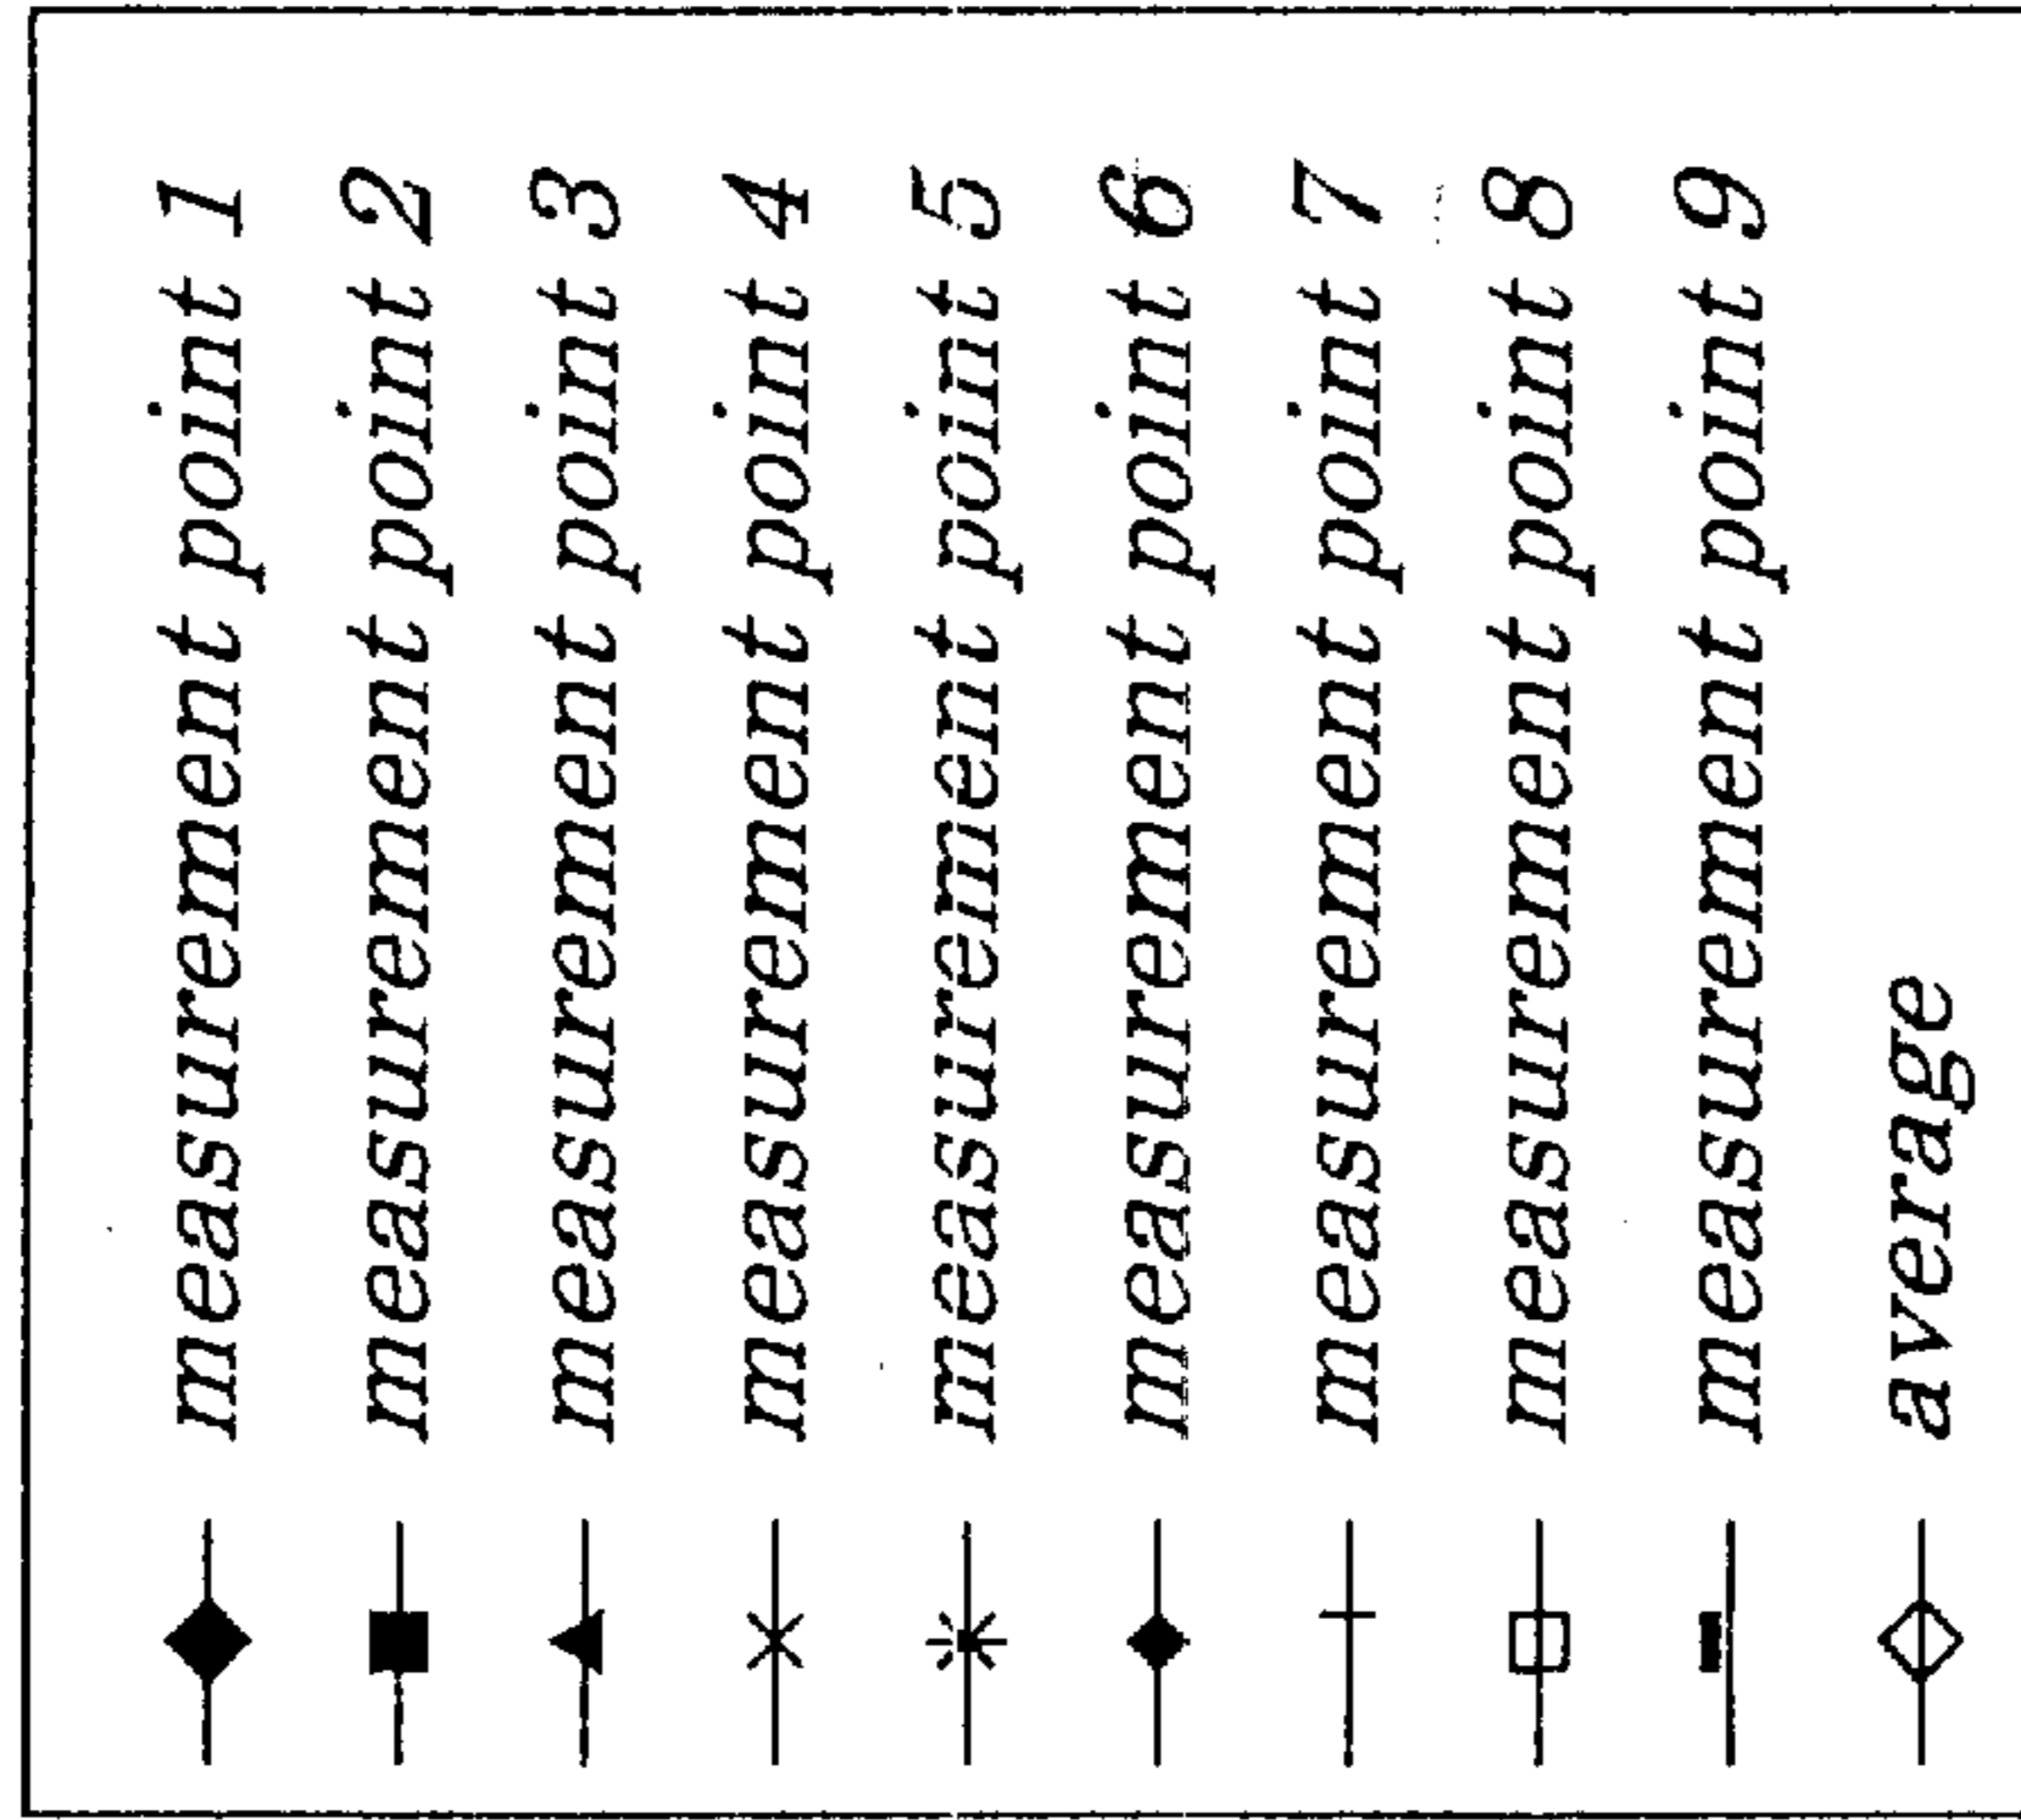 measurement point 1
measurement point 2
measurement point 3
measurement point 4
measurement point 5
measurement point 6
measurement point 7
measurement point 8
measurement point 9
average